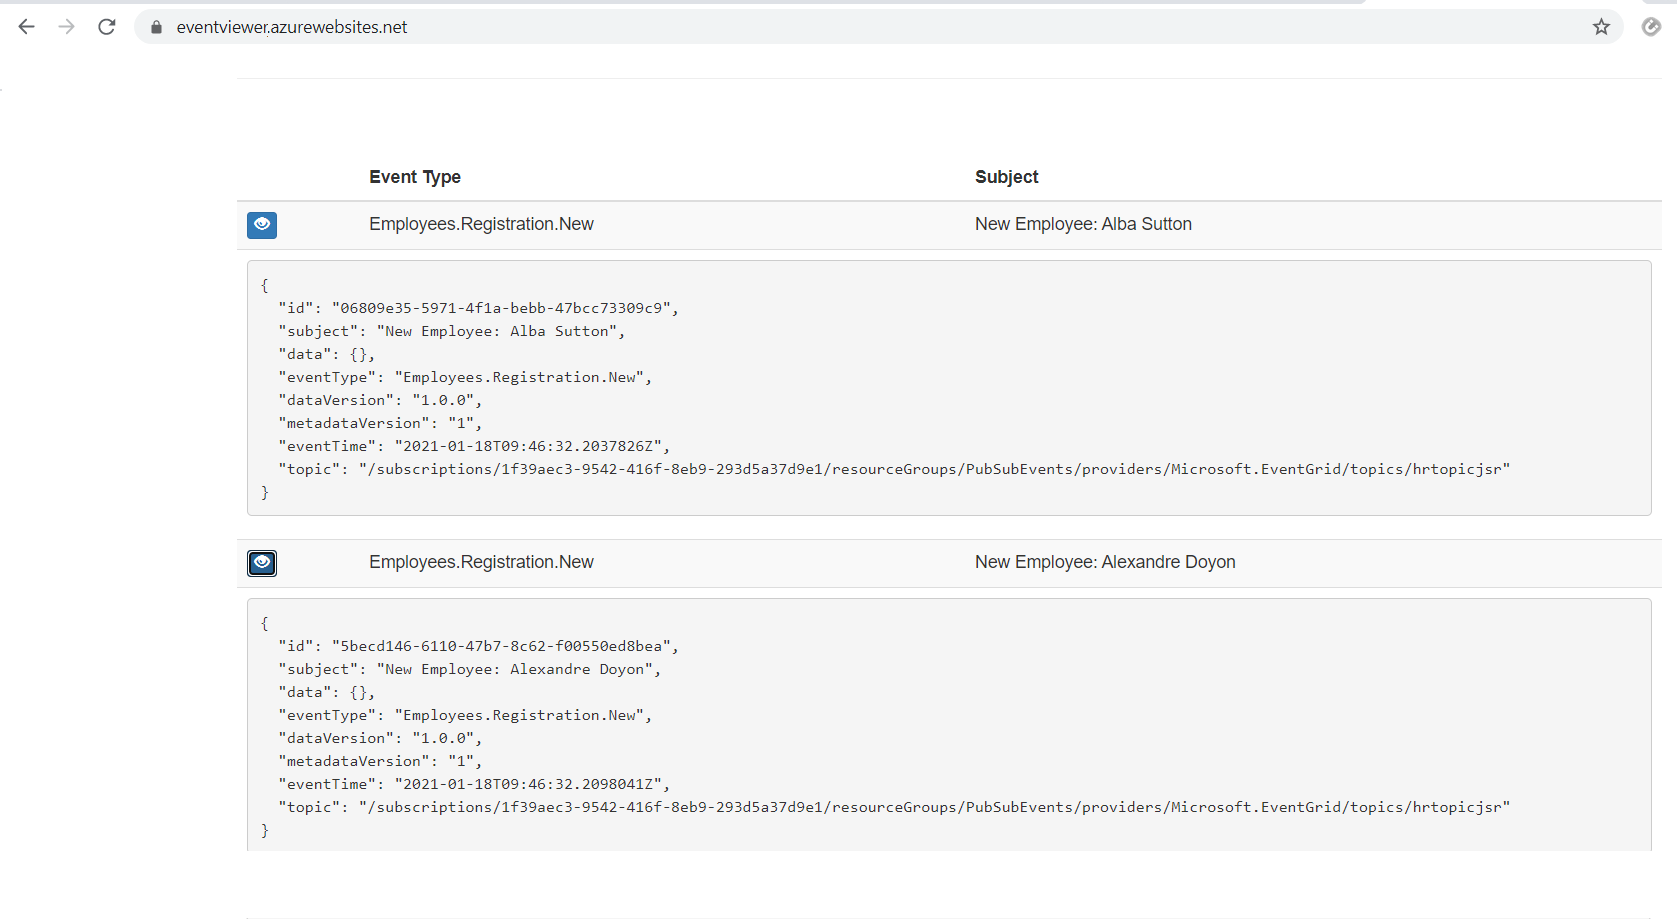 eventviewer.azurewebsites.net
Event Type Subject
Employees.Registration.New New Employee: Alba Sutton
{
"id": "06809e35-5971-4f1a-bebb-47bcc73309c9",
"subject": "New Employee: Alba Sutton",
"data": {},
"eventType": "Employees.Registration.New",
"dataVersion": "1.0.0",
"metadataVersion": "1",
"eventTime": "2021-01-18T09:46:32.2037826Z",
"topic": "/subscriptions/1f39aec3-9542-416f-8eb9-293d5a37d9e1/resourceGroups/PubSubEvents/providers/Microsoft.EventGrid/topics/hrtopicjsr"
}
Employees.Registration.New New Employee: Alexandre Doyon
{
"id": "5becd146-6110-47b7-8c62-f00550ed8bea",
"subject": "New Employee: Alexandre Doyon",
"data": {},
"eventType": "Employees.Registration.New",
"dataVersion": "1.0.0",
"metadataVersion": "1",
"eventTime": "2021-01-18T09:46:32.2098041Z",
"topic": "/subscriptions/1f39aec3-9542-416f-8eb9-293d5a37d9e1/resourceGroups/PubSubEvents/providers/Microsoft.EventGrid/topics/hrtopicjsr"
}